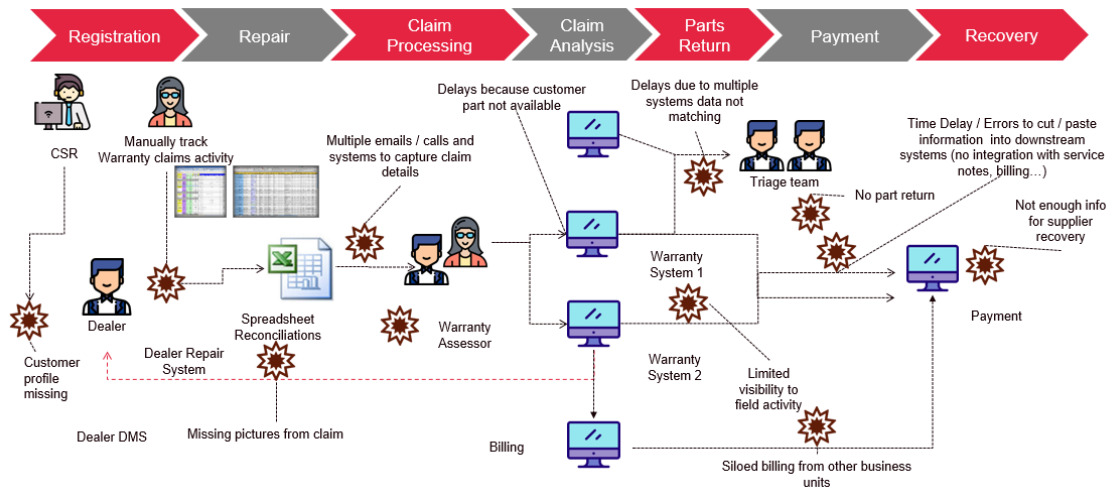 Registration
Repair
Claim
Processing
Claim
Analysis
Parts
Return
Payment
Recovery
CSR
Manually track
Warranty claims activity
Multiple emails / calls and
systems to capture claim
details
Delays because customer
part not available
Delays due to multiple
systems data not
matching
Triage team
Time Delay / Errors to cut / paste
information into downstream
systems (no integration with service
notes, billing…)
No part return
Not enough info
for supplier
recovery
Dealer
Spreadsheet
Reconciliations
Warranty
Assessor
Warranty
System 1
Payment
Customer
profile
missing
Dealer Repair
System
Warranty
System 2
Limited
visibility to
field activity
Dealer DMS
Missing pictures from claim
Billing
Siloed billing from other business
units